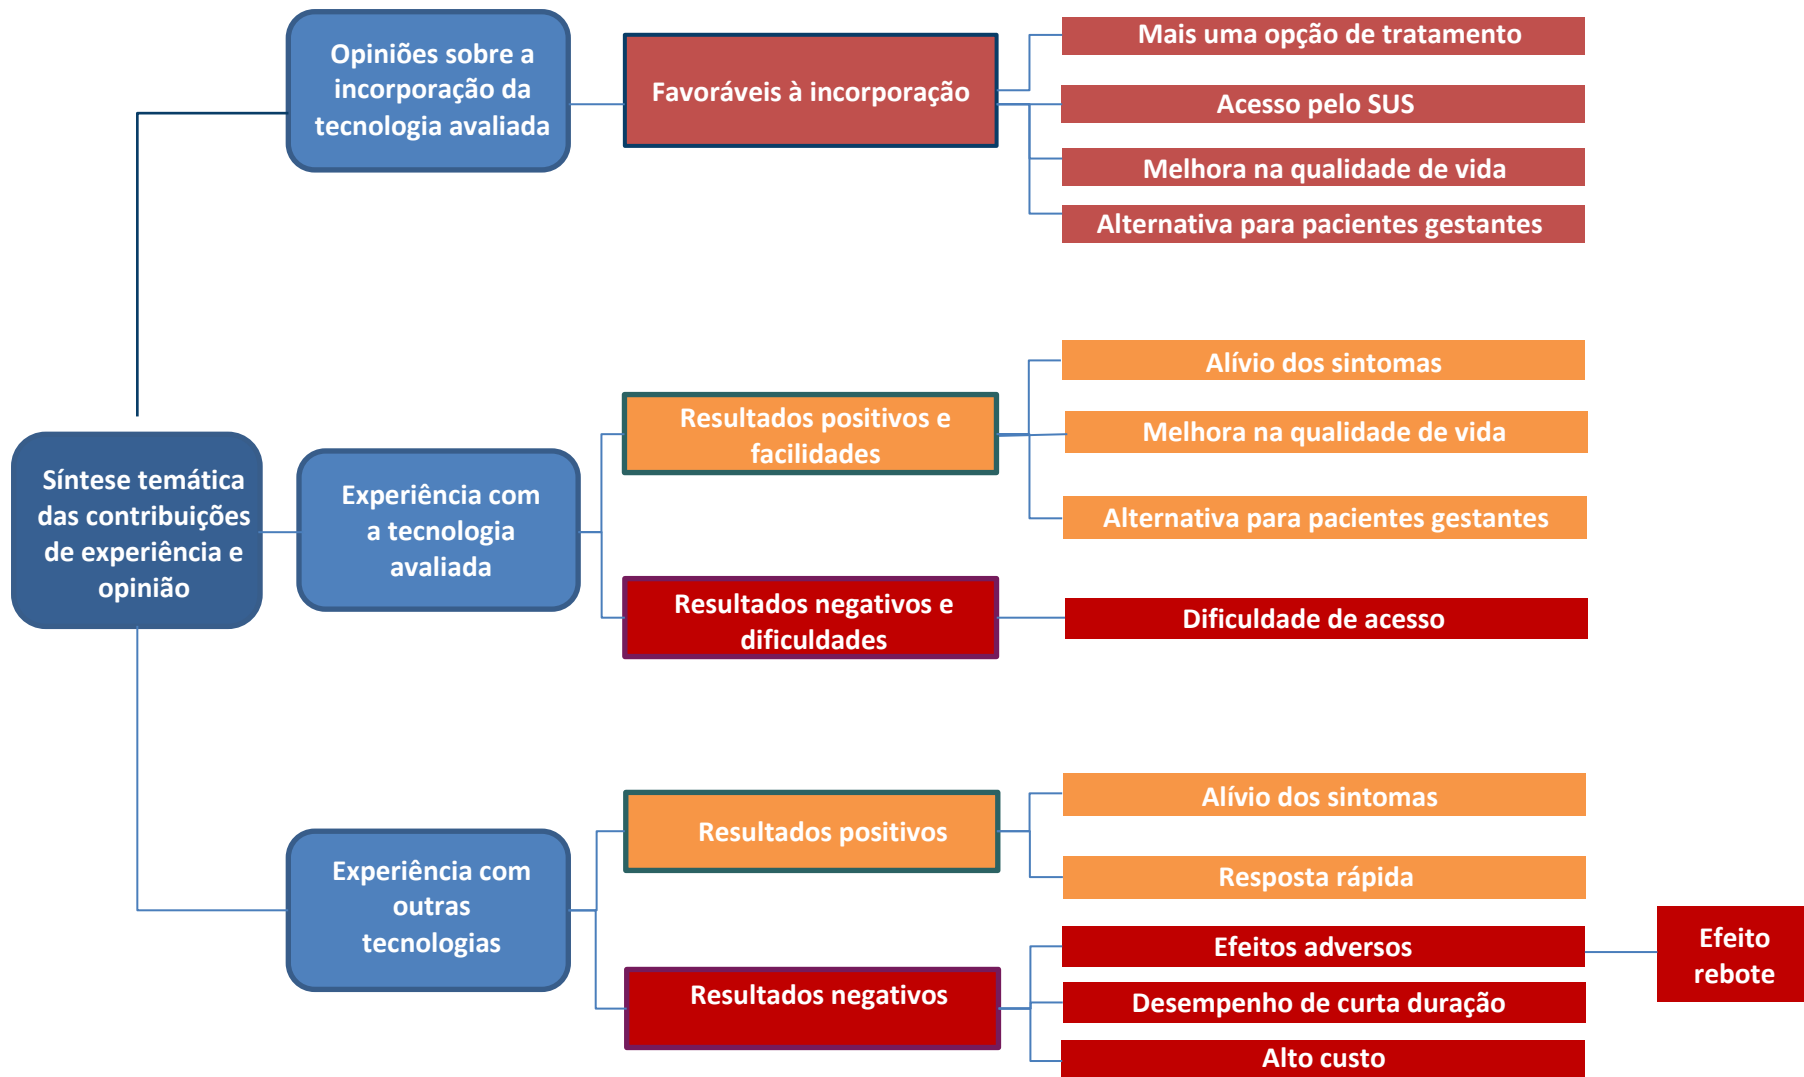 Síntese temática
das contribuições
de experiência e
opinião
Opiniões sobre a
incorporação da
tecnologia avaliada
Favoráveis à incorporação
Mais uma opção de tratamento
Acesso pelo SUS
Melhora na qualidade de vida
Alternativa para pacientes gestantes
Experiência com
a tecnologia
avaliada
Resultados positivos e
facilidades
Alívio dos sintomas
Melhora na qualidade de vida
Alternativa para pacientes gestantes
Resultados negativos e
dificuldades
Dificuldade de acesso
Experiência com
outras
tecnologias
Resultados positivos
Alívio dos sintomas
Resposta rápida
Resultados negativos
Efeitos adversos
Efeito
rebote
Desempenho de curta duração
Alto custo